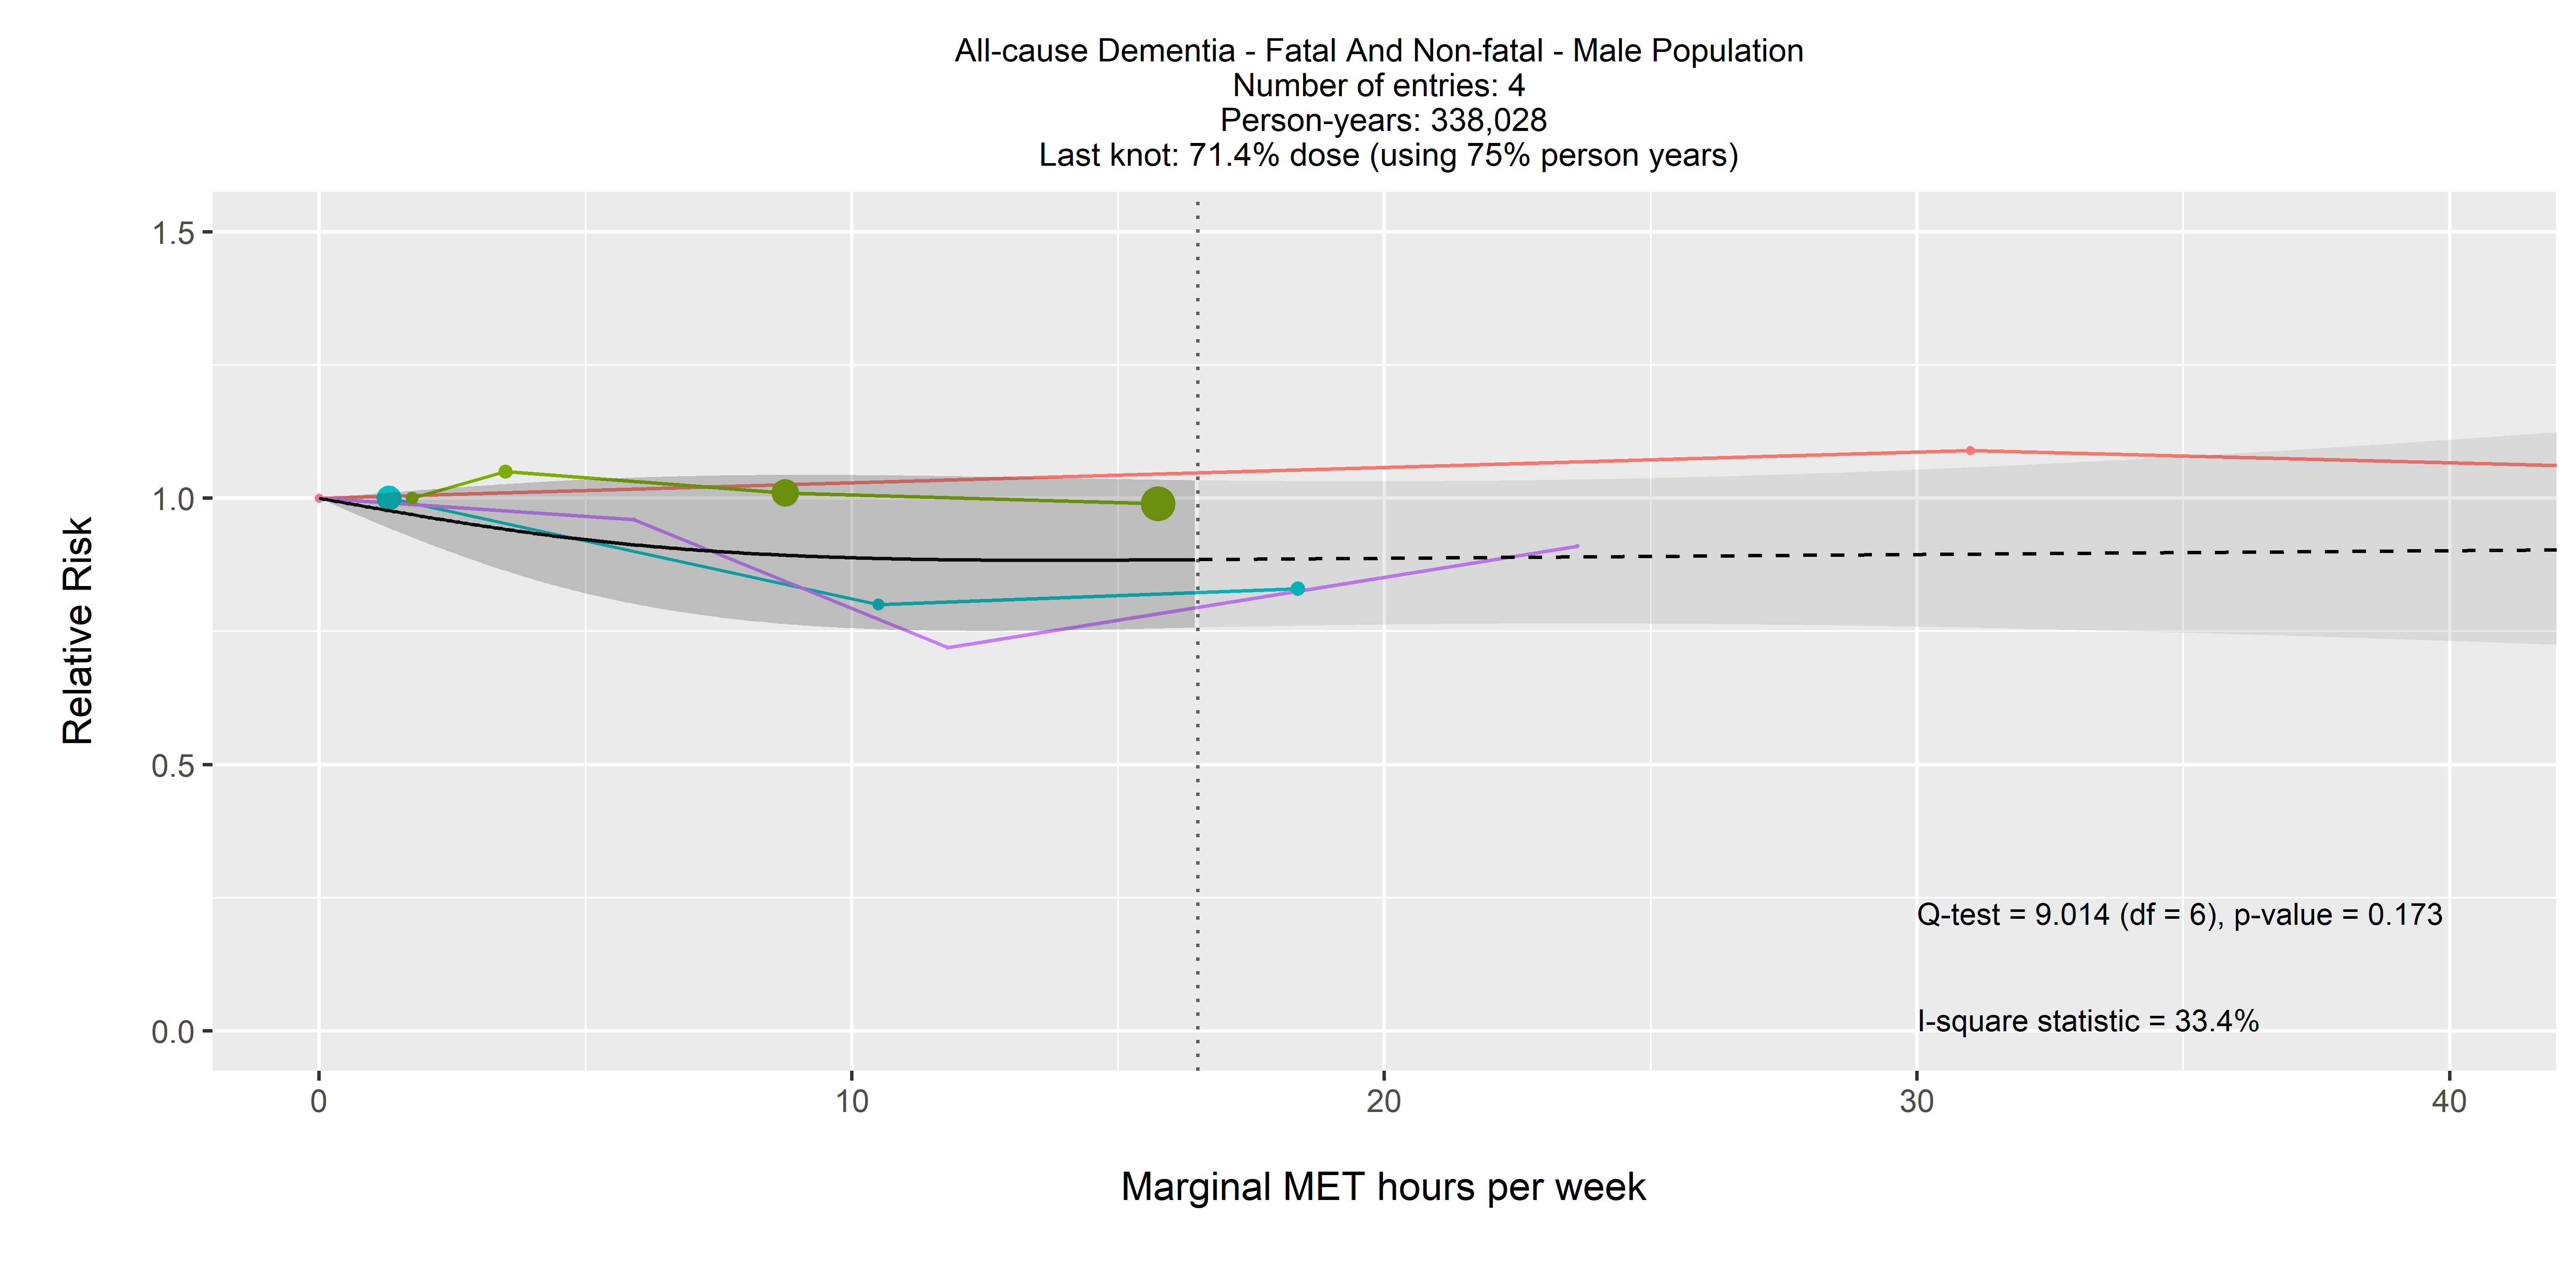 All-cause Dementia - Fatal And Non-fatal - Male Population
Number of entries: 4
Person-years: 338,028
Last knot: 71.4% dose (using 75% person years)
1.5
1.0
0.5
0.0
Relative Risk
Q-test = 9.014 (df = 6), p-value = 0.173
I-square statistic = 33.4%
0 10 20 30 40
Marginal MET hours per week